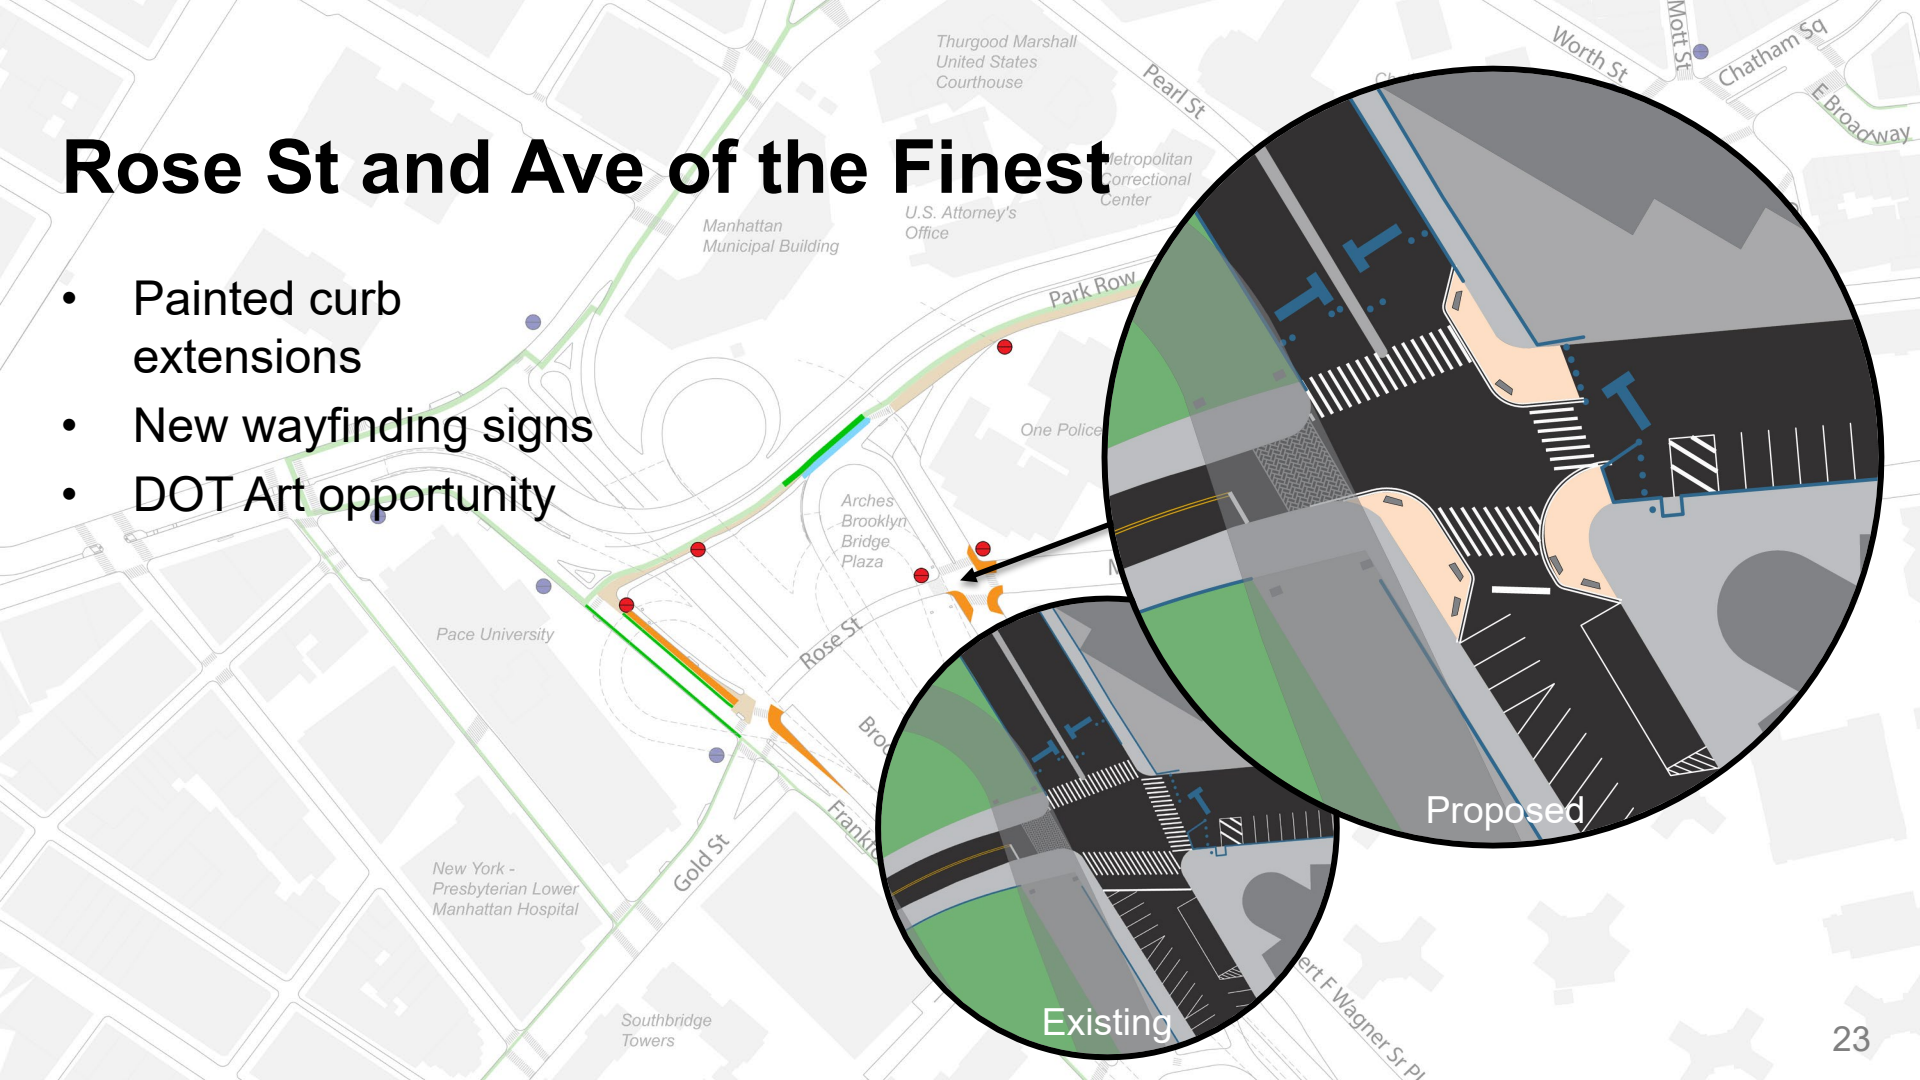 Rose St and Ave of the Finest
• Painted curb
extensions
• New wayfinding signs
• DOT Art opportunity
Thurgood Marshall
United States
Courthouse
Pearl St
Worth St
Mott St
Chatham Sq
E Broadway
Correctional
Center
U.S. Attorney's
Office
Manhattan
Municipal Building
Park Row
One Police
Arches
Brooklyn
Bridge
Plaza
Pace University
Rose St
Gold St
New York -
Presbyterian Lower
Manhattan Hospital
Southbridge
Towers
Proposed
Existing
23